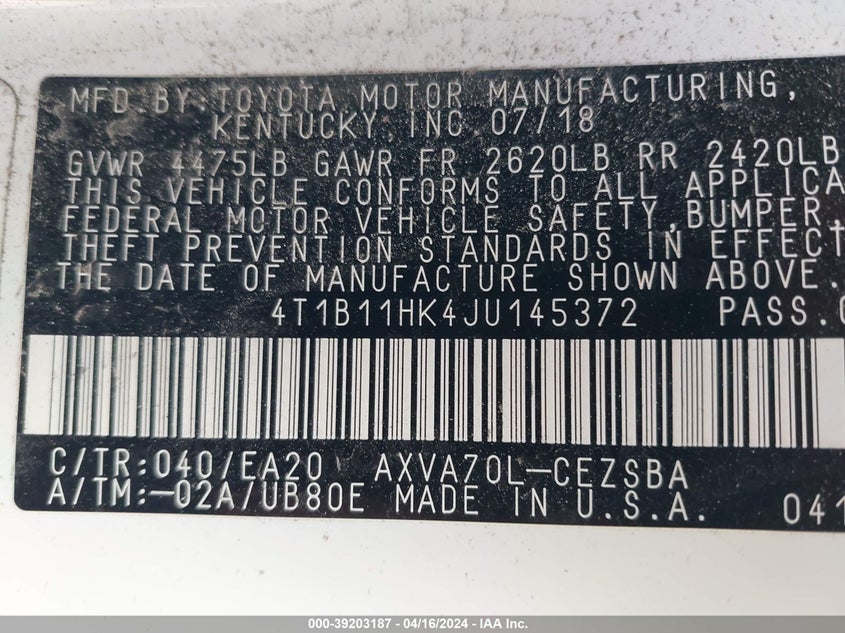 MFD BY:TOYOTA MOTOR MANUFACTURING,
KENTUCKY, INC 07/18
GVWR 4475LB GAWR FR 2620LB RR 2420LB
THIS VEHICLE CONFORMS TO ALL APPLICA
FEDERAL MOTOR VEHICLE SAFETY,BUMPER,
THEFT PREVENTION STANDARDS IN EFFECT
THE DATE OF MANUFACTURE SHOWN ABOVE.
4T1B11HK4JU145372 PASS.
C/TR:040/EA20 AXVA70L-CEZSBA
A/TM:-02A/UB80E MADE IN U.S.A. 041
000-39203187 - 04/16/2024 - IAAI, Inc.